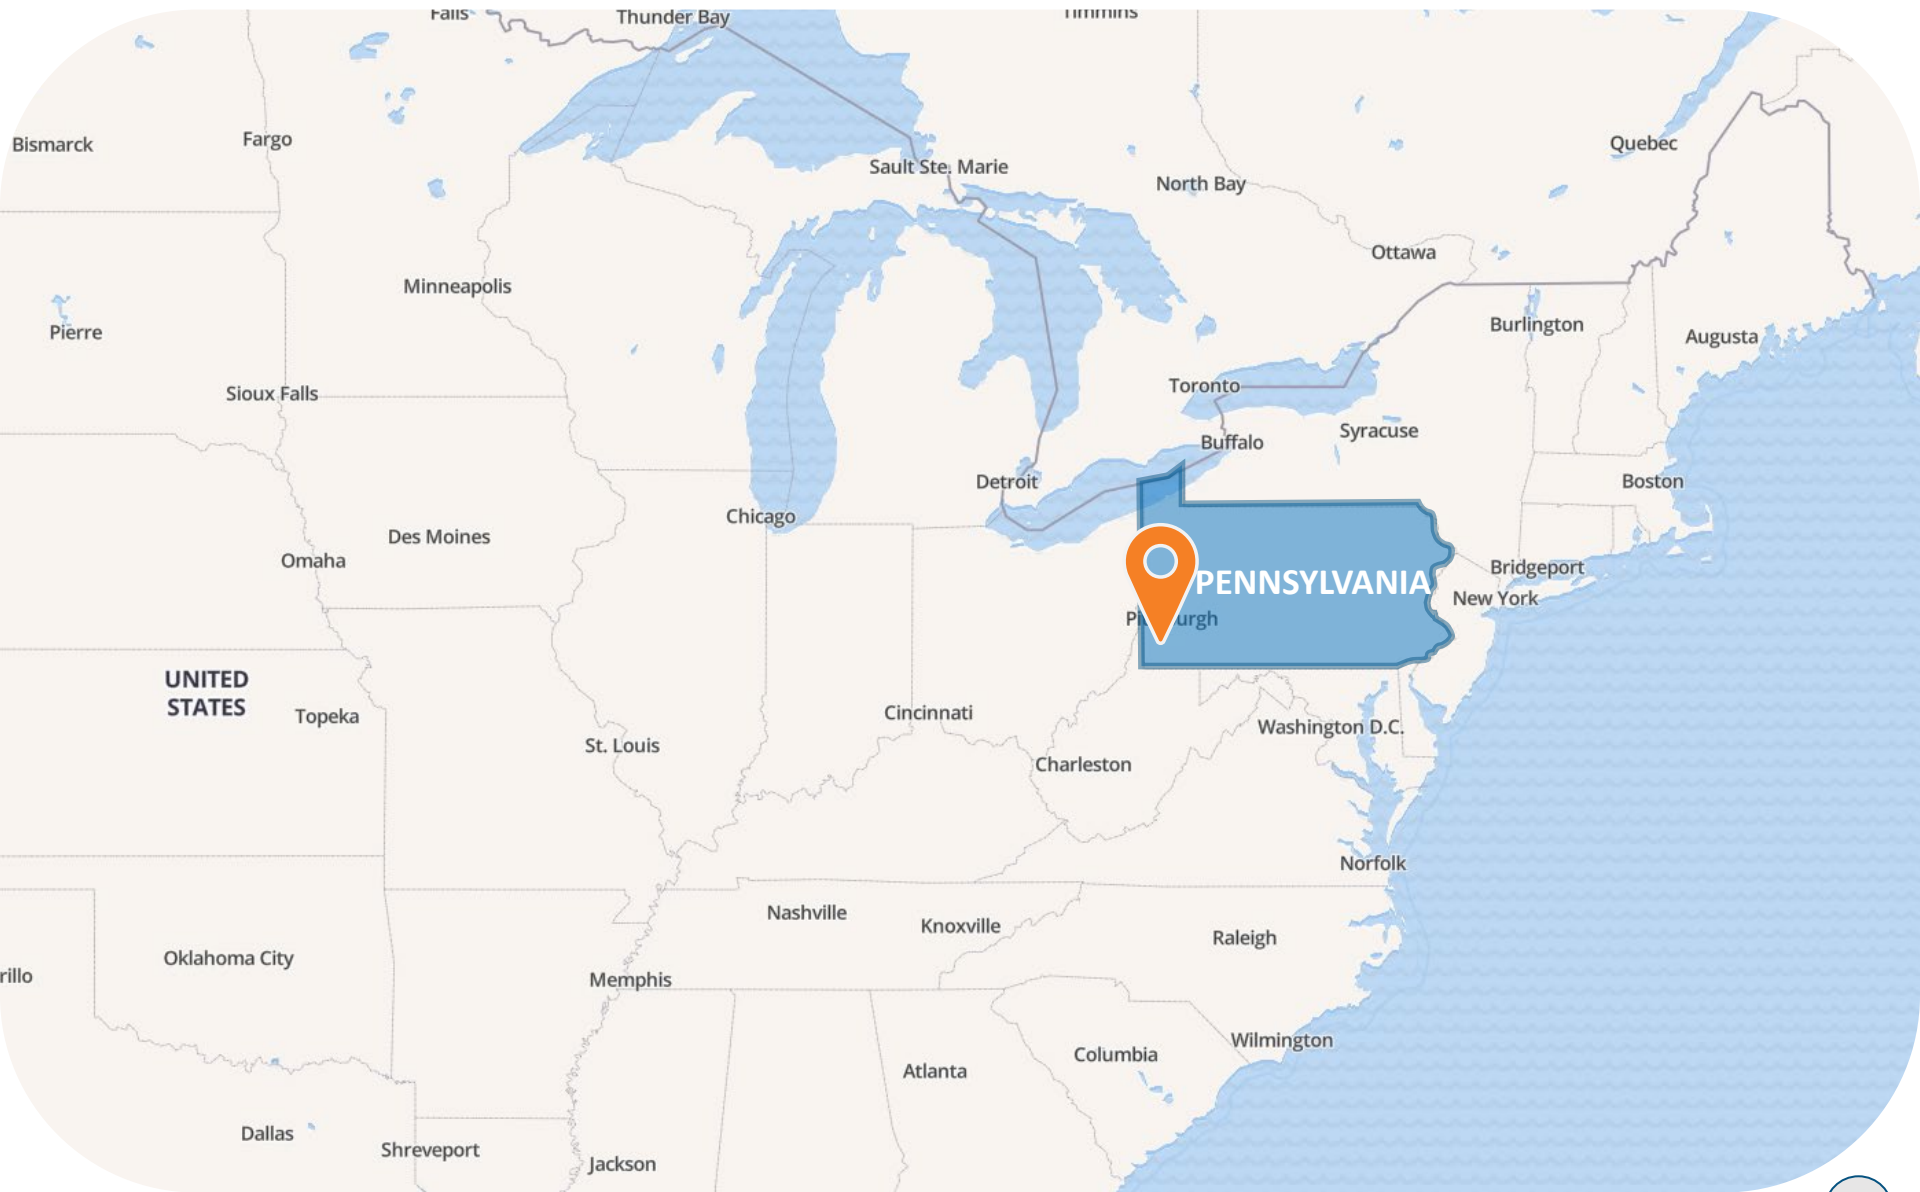 Falls
Thunder Bay
Timmins
Bismarck
Fargo
Quebec
Sault Ste. Marie
North Bay
Ottawa
Minneapolis
Pierre
Burlington
Augusta
Sioux Falls
Toronto
Syracuse
Buffalo
Detroit
Boston
Chicago
Des Moines
Omaha
Bridgeport
PENNSYLVANIA
New York
UNITED
STATES
Topeka
Cincinnati
Washington D.C.
St. Louis
Charleston
Norfolk
Nashville
Knoxville
Raleigh
Oklahoma City
rillo
Memphis
Wilmington
Columbia
Atlanta
Dallas
Shreveport
Jackson